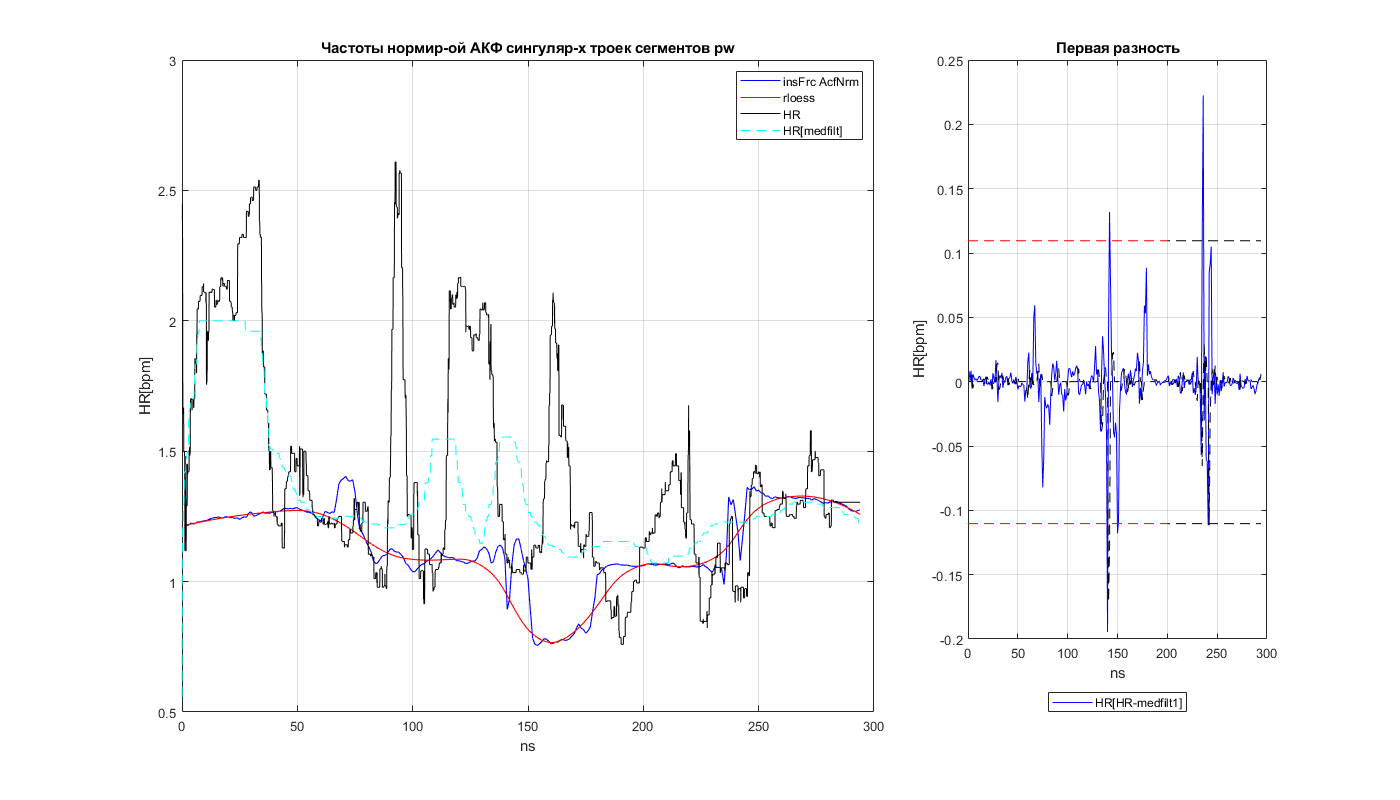 Частоты нормир-ой АКФ сингуляр-х троек сегментов pw
3
2.5
2
1.5
1
0.5
HR[bpm]
0
50
100
150
200
250
300
ns
insFrc AcfNrm
rloess
HR
HR[medfilt]
Первая разность
0.25
0.2
0.15
0.1
0.05
0
-0.05
-0.1
-0.15
-0.2
HR[bpm]
0
50
100
150
200
250
300
ns
HR[HR-medfilt1]